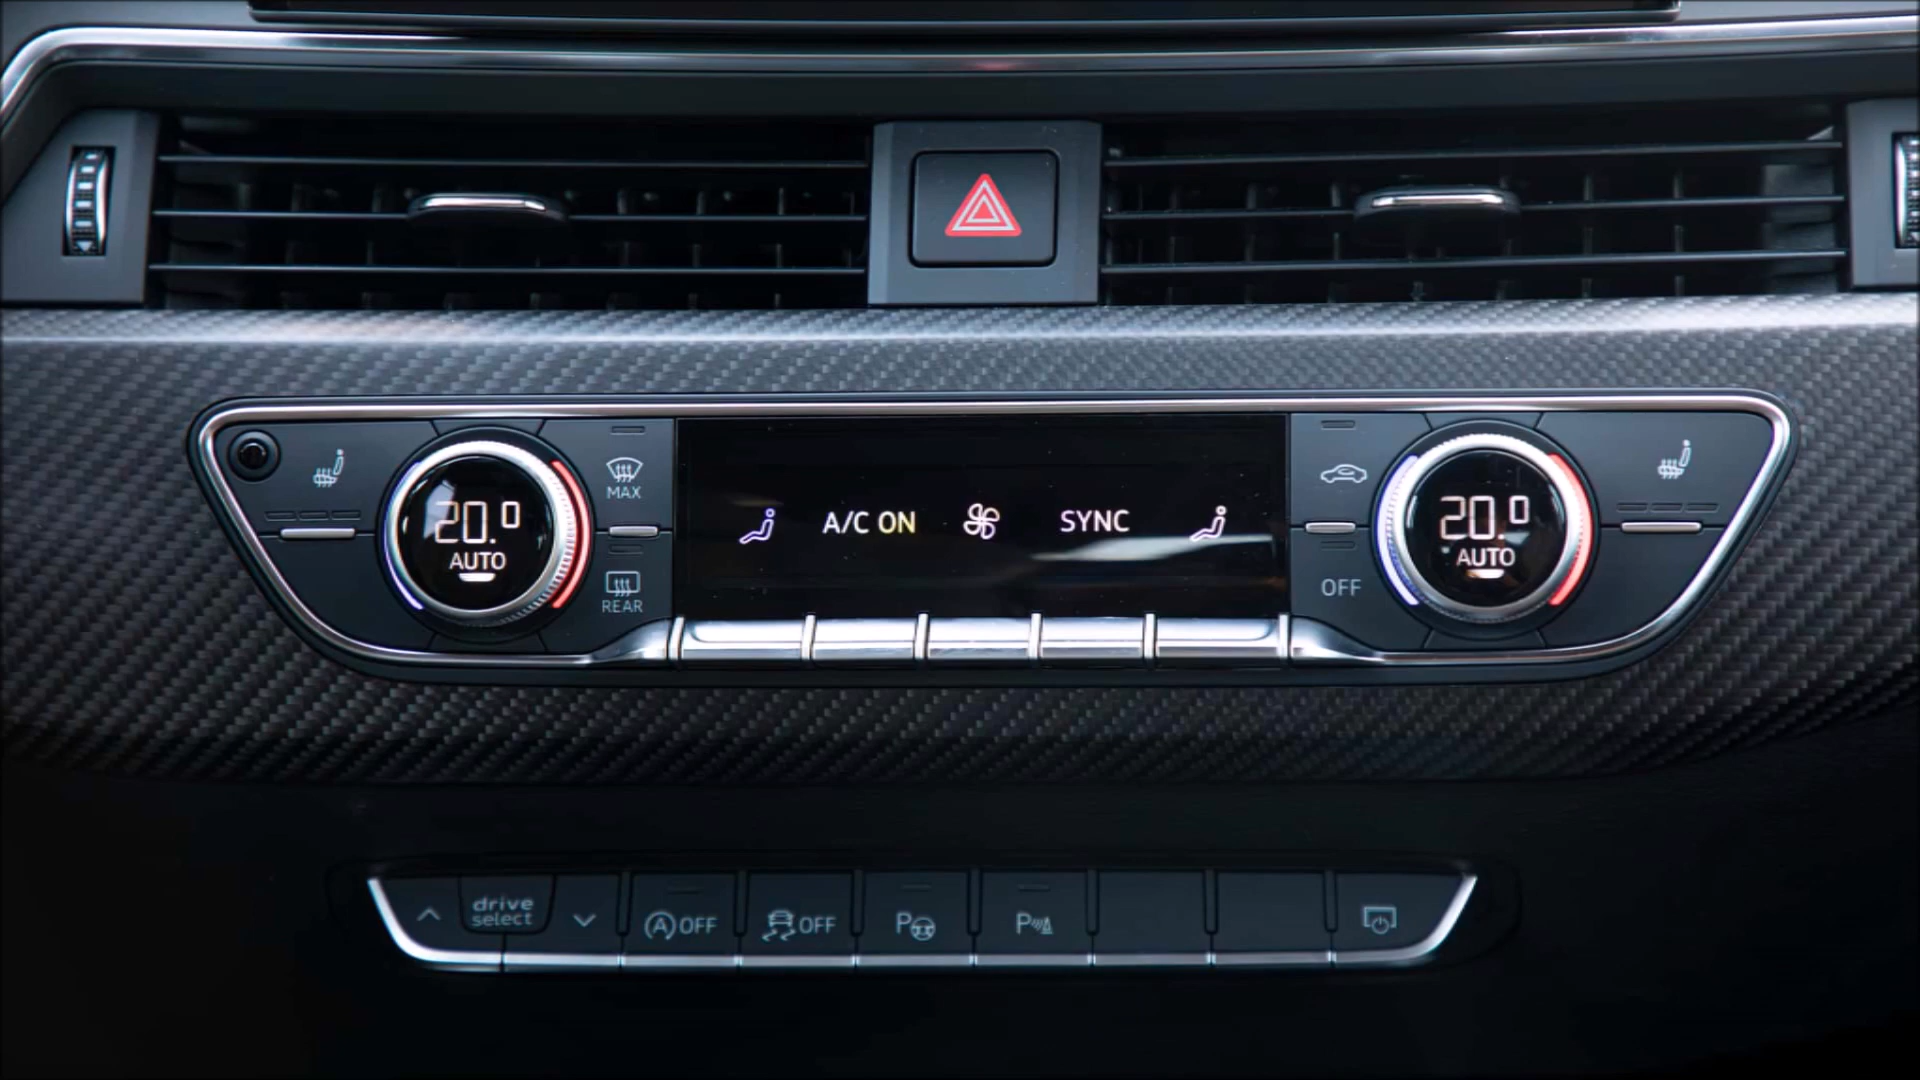 MAX
20.0
AUTO
A/C ON
SYNC
20.0
AUTO
REAR
OFF
drive
select
A OFF
OFF
P
P